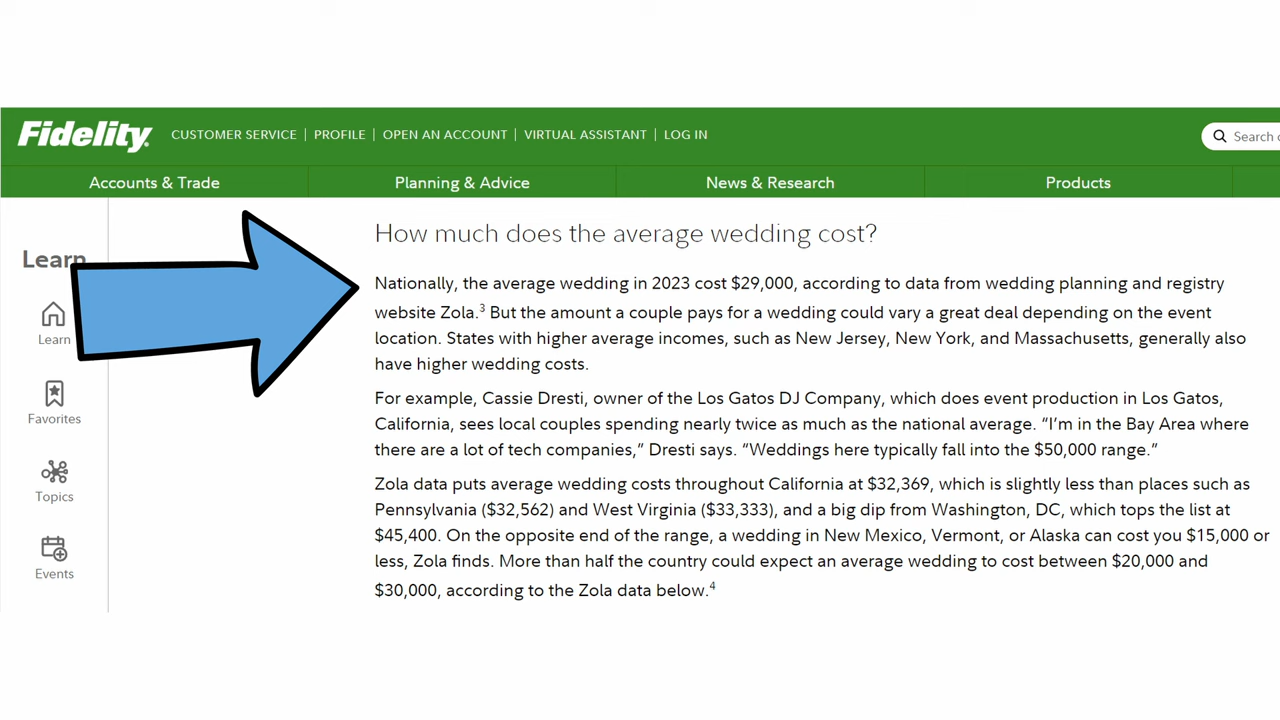 Fidelity.
CUSTOMER SERVICE | PROFILE | OPEN AN ACCOUNT | VIRTUAL ASSISTANT | LOG IN
Search
Accounts & Trade
Planning & Advice
News & Research
Products
Learn
Learn
Favorites
Topics
Events
How much does the average wedding cost?
Nationally, the average wedding in 2023 cost $29,000, according to data from wedding planning and registry
website Zola.³ But the amount a couple pays for a wedding could vary a great deal depending on the event
location. States with higher average incomes, such as New Jersey, New York, and Massachusetts, generally also
have higher wedding costs.
For example, Cassie Dresti, owner of the Los Gatos DJ Company, which does event production in Los Gatos,
California, sees local couples spending nearly twice as much as the national average. “I’m in the Bay Area where
there are a lot of tech companies,” Dresti says. “Weddings here typically fall into the $50,000 range.”
Zola data puts average wedding costs throughout California at $32,369, which is slightly less than places such as
Pennsylvania ($32,562) and West Virginia ($33,333), and a big dip from Washington, DC, which tops the list at
$45,400. On the opposite end of the range, a wedding in New Mexico, Vermont, or Alaska can cost you $15,000 or
less, Zola finds. More than half the country could expect an average wedding to cost between $20,000 and
$30,000, according to the Zola data below.⁴